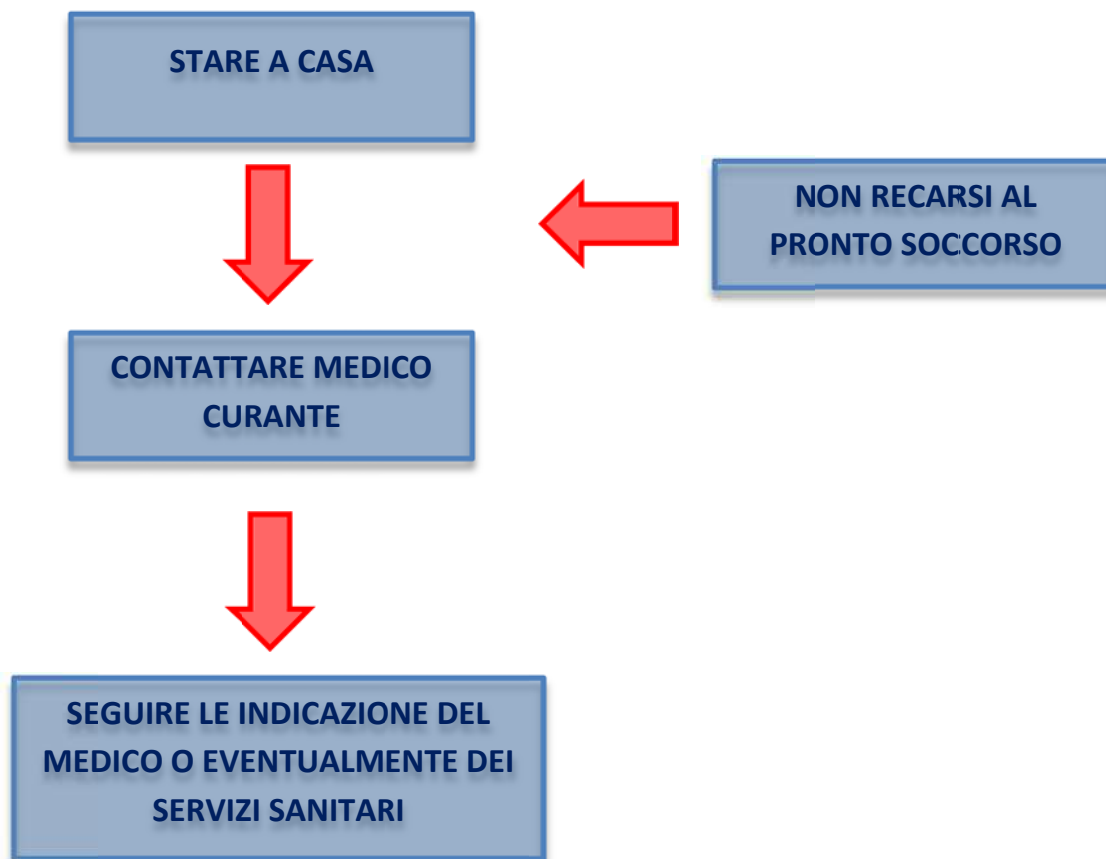 STARE A CASA
NON RECARSI AL
PRONTO SOCCORSO
CONTATTARE MEDICO
CURANTE
SEGUIRE LE INDICAZIONE DEL
MEDICO O EVENTUALMENTE DEI
SERVIZI SANITARI